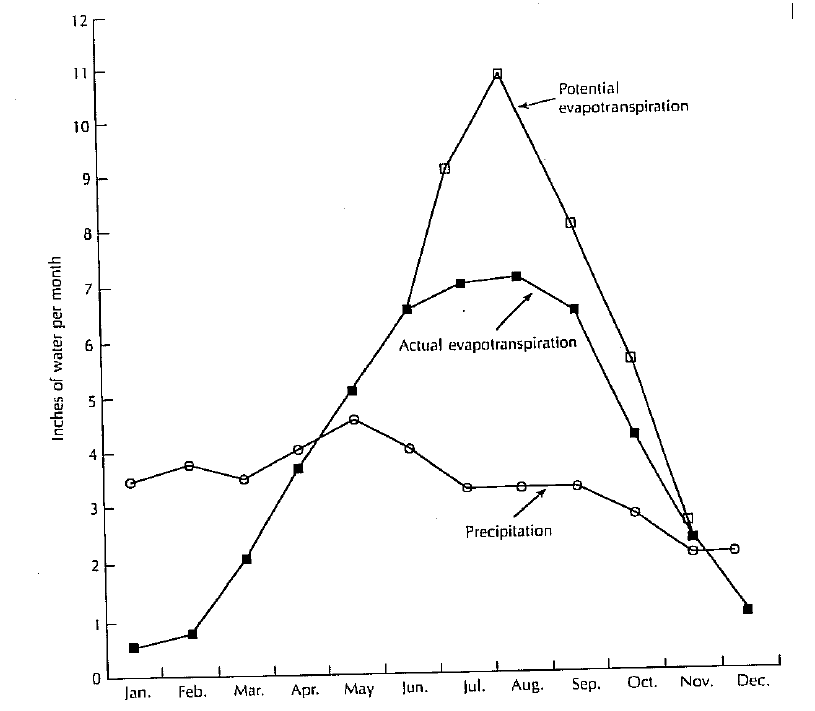 12
11
10
9
8
7
6
5
4
3
2
1
0
Inches of water per month
Potential
evapotranspiration
Actual evapotranspiration
Precipitation
Jan. Feb. Mar. Apr. May Jun. Jul. Aug. Sep. Oct. Nov. Dec.